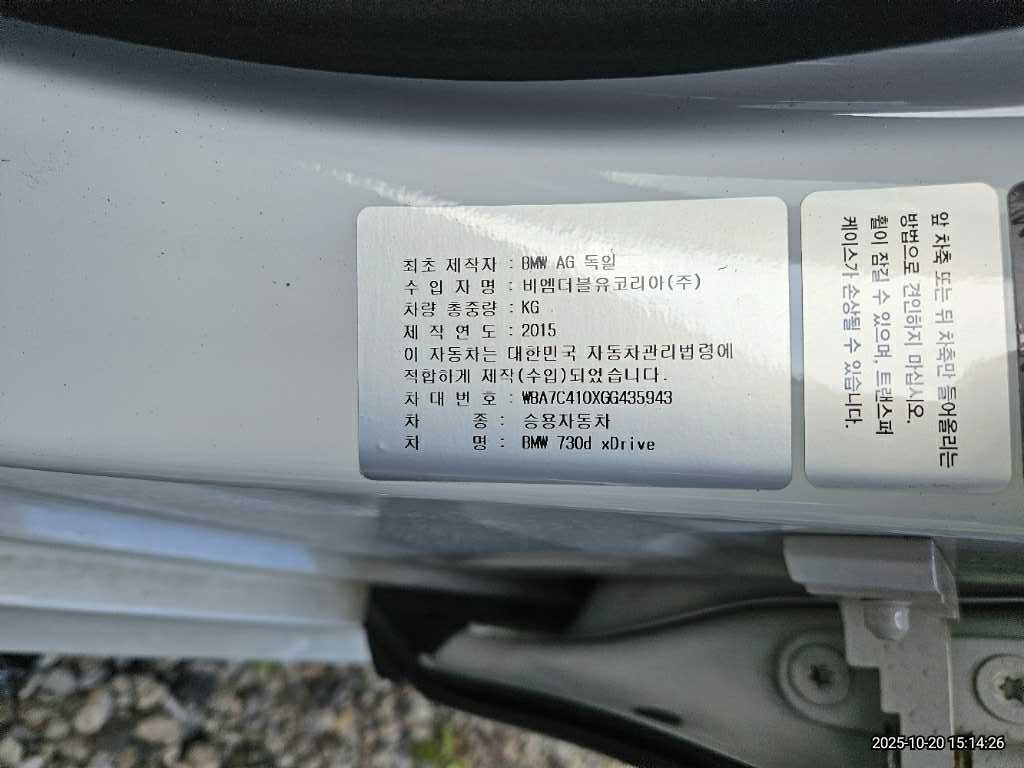 최초 제작자 : BMW AG 독일
수 입 자 명 : 비엠더블유코리아(주)
차량 총중량 : KG
제 작 연 도 : 2015
이 자동차는 대한민국 자동차관리법령에
적합하게 제작(수입)되었습니다.
차 대 번 호 : WBA7C410XGG435943
차 종 : 승용자동차
차 명 : BMW 730d xDrive
앞 차축 또는 뒤 차축만 들어올리는
방법으로 견인하지 마십시오.
휠이 잠길 수 있으며, 트랜스퍼
케이스가 손상될 수 있습니다.
2025-10-20 15:14:26